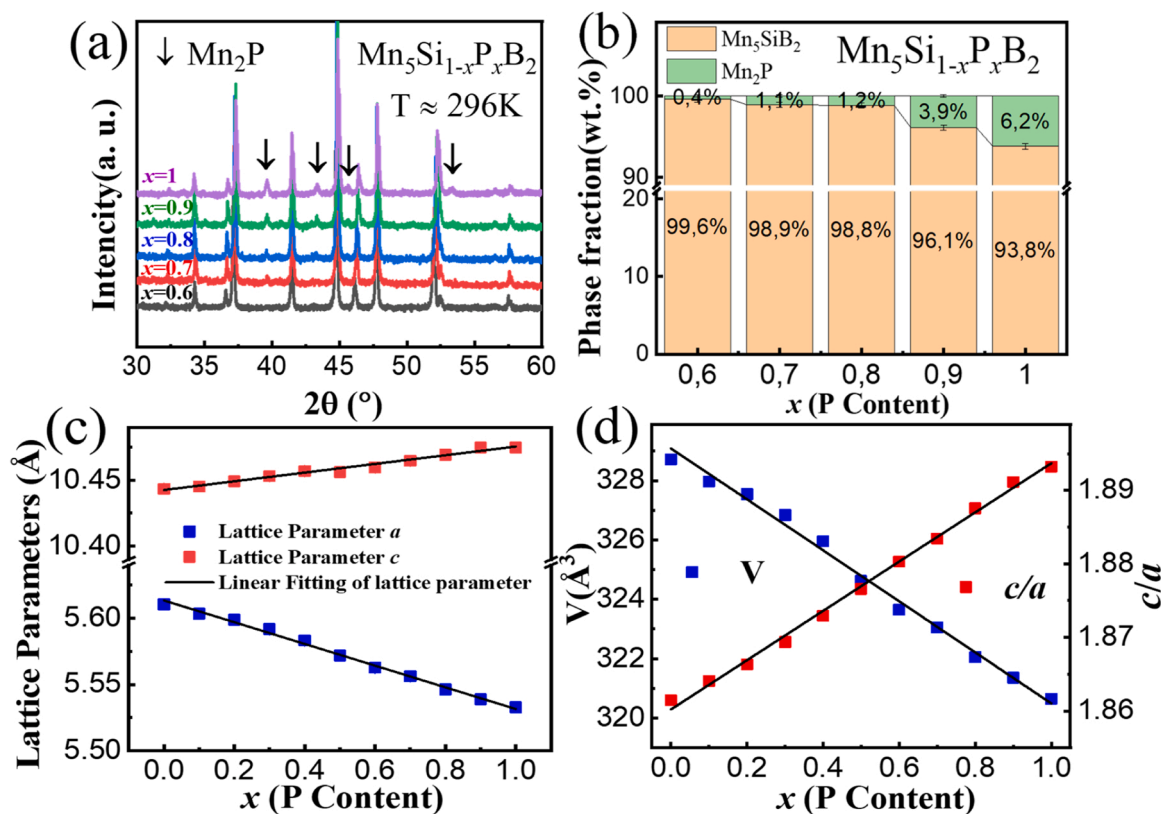 (a)
↓ Mn₂P
Mn₅Si₁₋ₓPₓB₂
T ≈ 296K
x=1
x=0.9
x=0.8
x=0.7
x=0.6
Intencity(a. u.)
30 35 40 45 50 55 60
2θ (°)
(b)
Mn₅SiB₂
Mn₂P
Mn₅Si₁₋ₓPₓB₂
100
90
20
10
0
0,4% 1,1% 1,2% 3,9% 6,2%
99,6% 98,9% 98,8% 96,1% 93,8%
Phase fraction(wt.%)
0,6 0,7 0,8 0,9 1
x (P Content)
(c)
10.45
10.40
5.60
5.55
5.50
Lattice Parameters (Å)
Lattice Parameter a
Lattice Parameter c
Linear Fitting of lattice parameter
0.0 0.2 0.4 0.6 0.8 1.0
x (P Content)
(d)
328
326
324
322
320
V(Å³)
V
c/a
1.89
1.88
1.87
1.86
c/a
0.0 0.2 0.4 0.6 0.8 1.0
x (P Content)